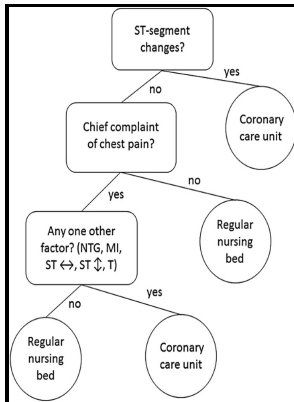 ST-segment
changes?
yes
no
Coronary
care unit
Chief complaint
of chest pain?
no
yes
Regular
nursing
bed
Any one other
factor? (NTG, MI,
ST ↔, ST ↕, T)
yes
no
Regular
nursing
bed
Coronary
care unit